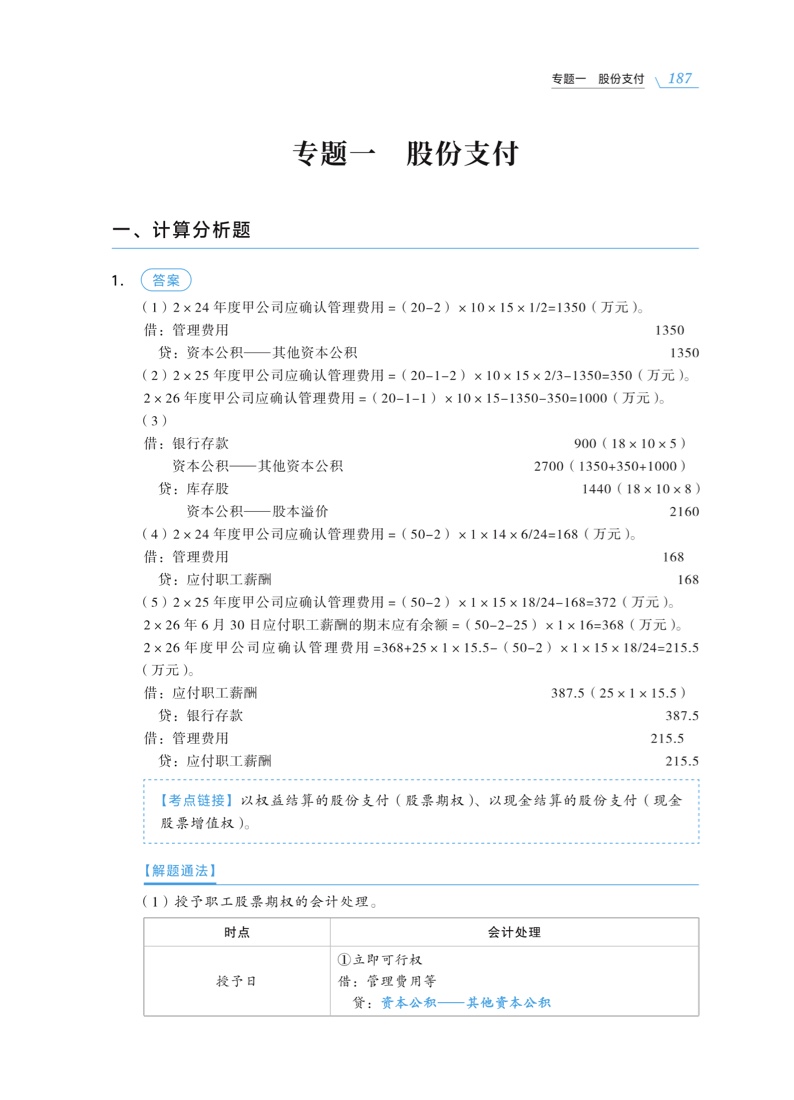 专题一　股份支付　187
专题一　股份支付
一、计算分析题
1. 答案
（1）2×24 年度甲公司应确认管理费用 =（20-2）×10×15×1/2=1350（万元）。
借：管理费用　1350
贷：资本公积——其他资本公积　1350
（2）2×25 年度甲公司应确认管理费用 =（20-1-2）×10×15×2/3-1350=350（万元）。
2×26 年度甲公司应确认管理费用 =（20-1-1）×10×15-1350-350=1000（万元）。
（3）
借：银行存款　900（18×10×5）
资本公积——其他资本公积　2700（1350+350+1000）
贷：库存股　1440（18×10×8）
资本公积——股本溢价　2160
（4）2×24 年度甲公司应确认管理费用 =（50-2）×1×14×6/24=168（万元）。
借：管理费用　168
贷：应付职工薪酬　168
（5）2×25 年度甲公司应确认管理费用 =（50-2）×1×15×18/24-168=372（万元）。
2×26 年 6 月 30 日应付职工薪酬的期末应有余额 =（50-2-25）×1×16=368（万元）。
2×26 年度甲公司应确认管理费用 =368+25×1×15.5-（50-2）×1×15×18/24=215.5
（万元）。
借：应付职工薪酬　387.5（25×1×15.5）
贷：银行存款　387.5
借：管理费用　215.5
贷：应付职工薪酬　215.5
【考点链接】以权益结算的股份支付（股票期权）、以现金结算的股份支付（现金
股票增值权）。
【解题通法】
（1）授予职工股票期权的会计处理。
时点　会计处理
①立即可行权
授予日　借：管理费用等
贷：资本公积——其他资本公积